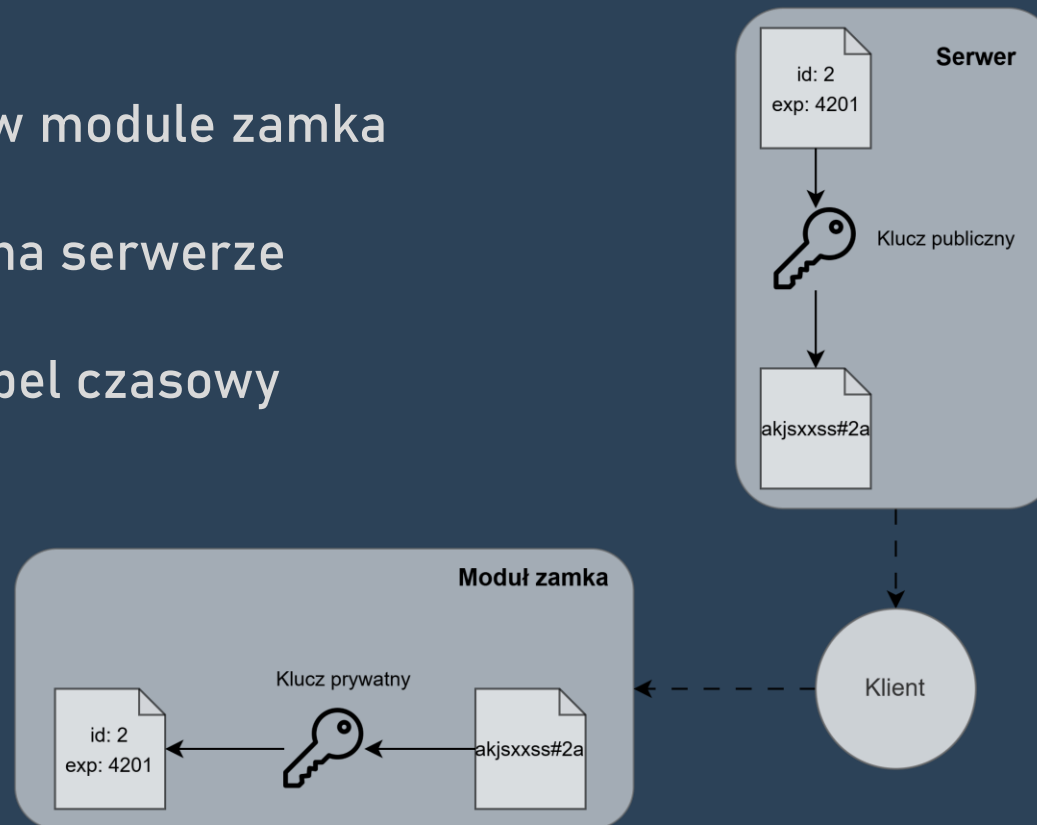 w module zamka
na serwerze
czasowy
Serwer
id: 2
exp: 4201
Klucz publiczny
akjsxxss#2a
Klient
Moduł zamka
Klucz prywatny
id: 2
exp: 4201
akjsxxss#2a